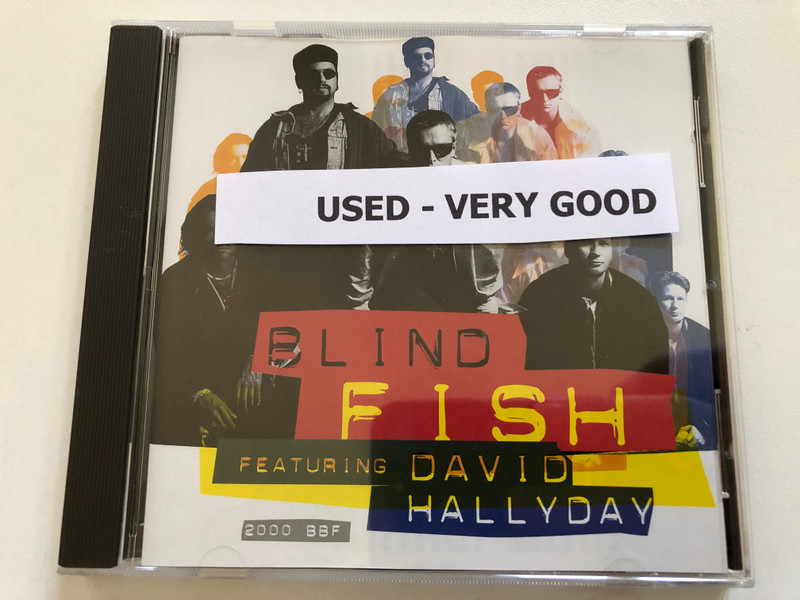 USED - VERY GOOD
BLIND
FISH
FEATURING DAVID
HALLYDAY
2000 BBF